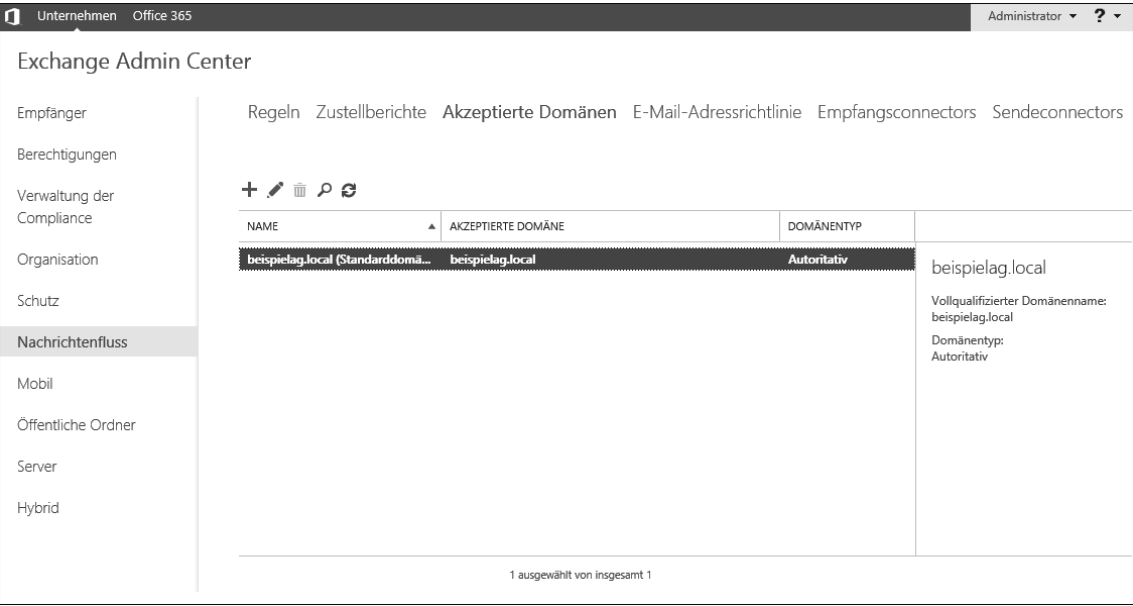 Unternehmen Office 365 Administrator ?
Exchange Admin Center
Empfänger
Berechtigungen
Verwaltung der
Compliance
Organisation
Schutz
Nachrichtenfluss
Mobil
Öffentliche Ordner
Server
Hybrid
Regeln Zustellberichte Akzeptierte Domänen E-Mail-Adressrichtlinie Empfangsconnectors Sendeconnectors
NAME AKZEPTIERTE DOMÄNE DOMÄNENTYP
beispielag.local (Standarddomä... beispielag.local Autoritativ
beispielag.local
Vollqualifizierter Domänenname:
beispielag.local
Domänentyp:
Autoritativ
1 ausgewählt von insgesamt 1